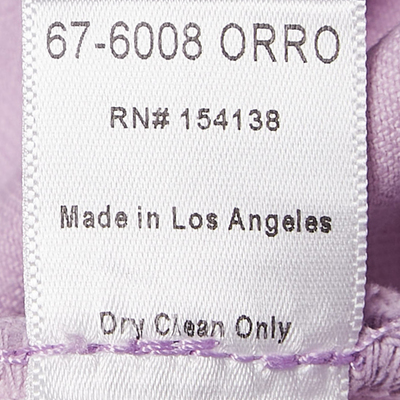 67-6008 ORRO
RN# 154138
Made in Los Angeles
Dry Clean Only